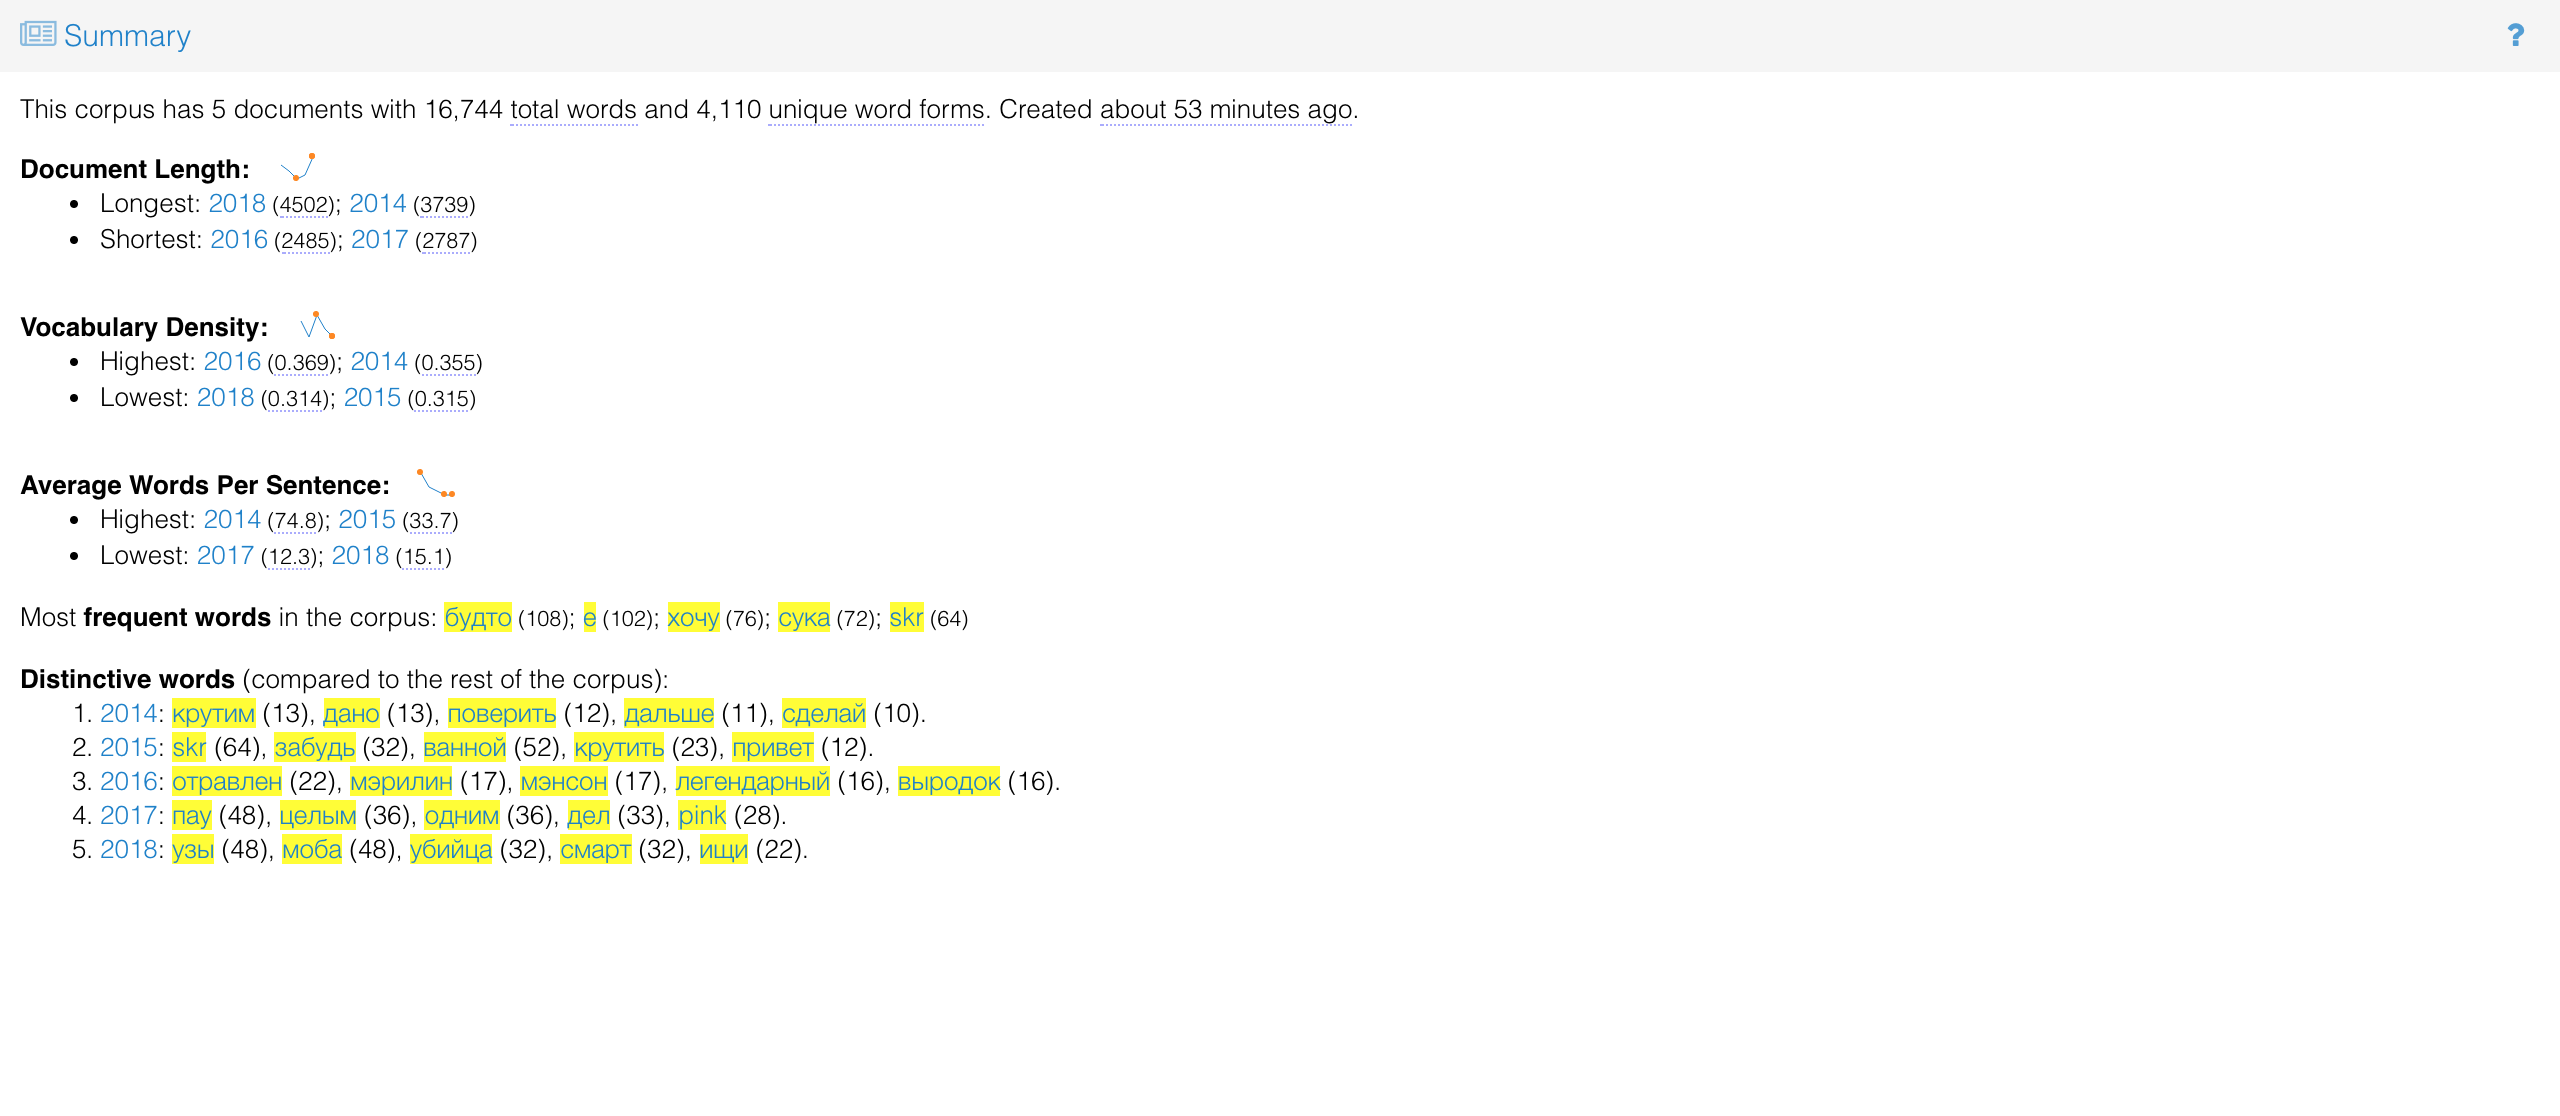 Summary ?
This corpus has 5 documents with 16,744 total words and 4,110 unique word forms. Created about 53 minutes ago.
Document Length:
• Longest: 2018 (4502); 2014 (3739)
• Shortest: 2016 (2485); 2017 (2787)
Vocabulary Density:
• Highest: 2016 (0.369); 2014 (0.355)
• Lowest: 2018 (0.314); 2015 (0.315)
Average Words Per Sentence:
• Highest: 2014 (74.8); 2015 (33.7)
• Lowest: 2017 (12.3); 2018 (15.1)
Most frequent words in the corpus: будто (108); е (102); хочу (76); сука (72); skr (64)
Distinctive words (compared to the rest of the corpus):
1. 2014: крутим (13), дано (13), поверить (12), дальше (11), сделай (10).
2. 2015: skr (64), забудь (32), ванной (52), крутить (23), привет (12).
3. 2016: отравлен (22), мэрилин (17), мэнсон (17), легендарный (16), выродок (16).
4. 2017: пау (48), целым (36), одним (36), дел (33), pink (28).
5. 2018: узы (48), моба (48), убийца (32), смарт (32), ищи (22).